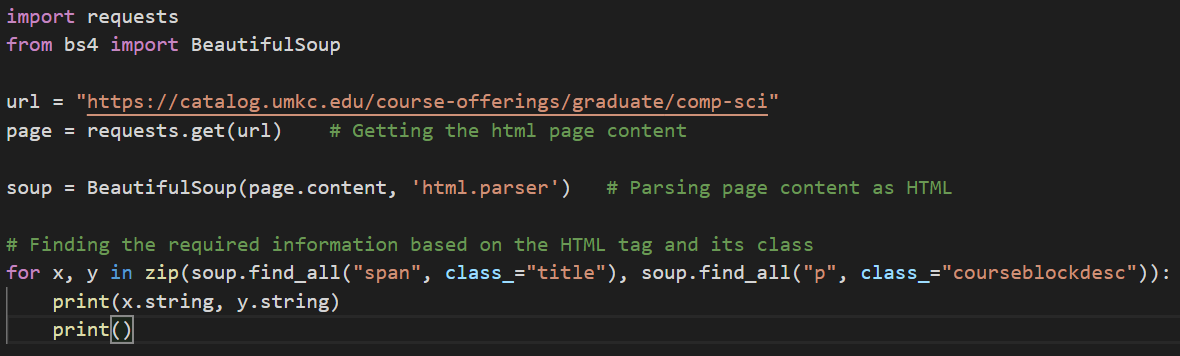 import requests
from bs4 import BeautifulSoup
url = "https://catalog.umkc.edu/course-offerings/graduate/comp-sci"
page = requests.get(url)    # Getting the html page content
soup = BeautifulSoup(page.content, 'html.parser')   # Parsing page content as HTML
# Finding the required information based on the HTML tag and its class
for x, y in zip(soup.find_all("span", class_="title"), soup.find_all("p", class_="courseblockdesc")):
    print(x.string, y.string)
    print()